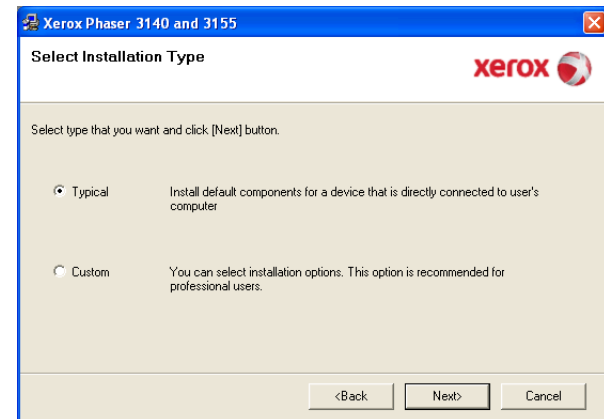 Xerox Phaser 3140 and 3155
Select Installation Type
xerox
Select type that you want and click [Next] button.
Typical
Install default components for a device that is directly connected to user's
computer
Custom
You can select installation options. This option is recommended for
professional users.
<Back
Next>
Cancel